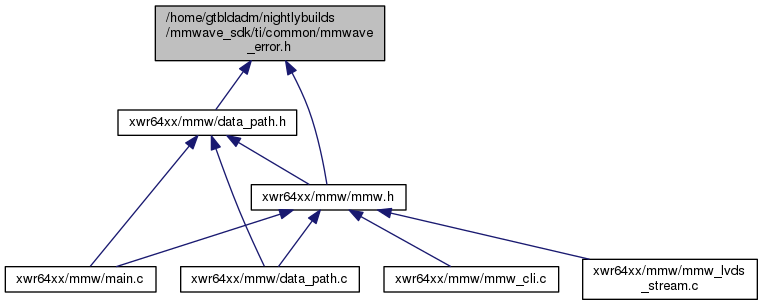 /home/gtbldadm/nightlybuilds
/mmwave_sdk/ti/common/mmwave
_error.h
xwr64xx/mmw/data_path.h
xwr64xx/mmw/mmw.h
xwr64xx/mmw/main.c
xwr64xx/mmw/data_path.c
xwr64xx/mmw/mmw_cli.c
xwr64xx/mmw/mmw_lvds
_stream.c